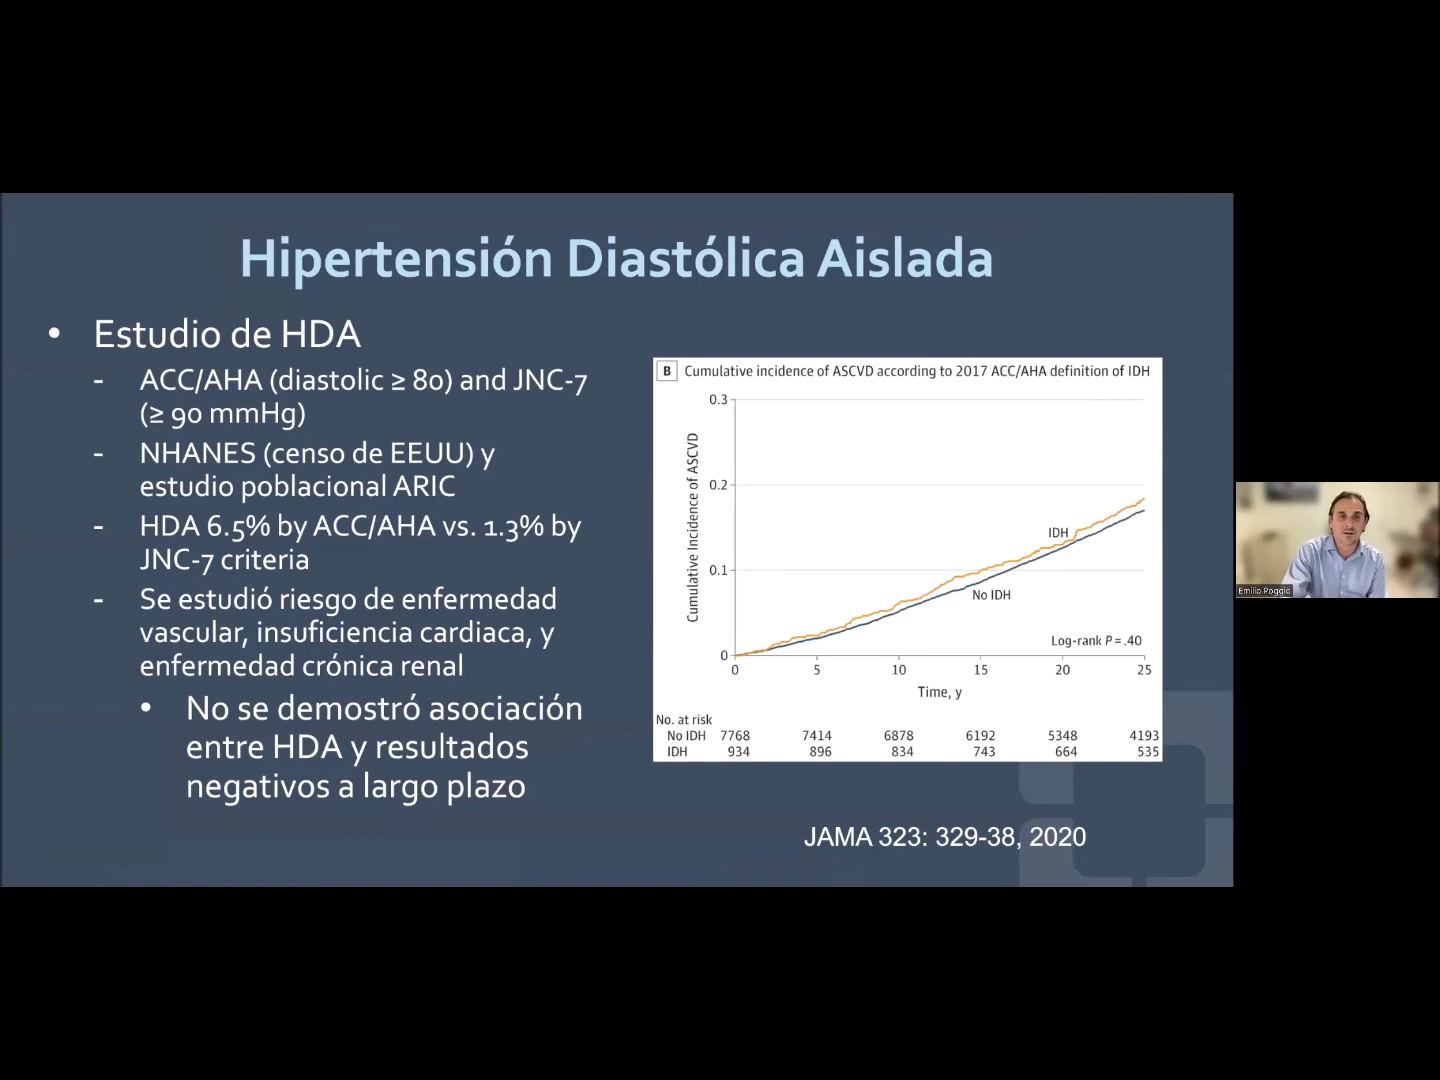 Hipertensión Diastólica Aislada
• Estudio de HDA
- ACC/AHA (diastolic ≥ 80) and JNC-7
(≥ 90 mmHg)
- NHANES (censo de EEUU) y
estudio poblacional ARIC
- HDA 6.5% by ACC/AHA vs. 1.3% by
JNC-7 criteria
- Se estudió riesgo de enfermedad
vascular, insuficiencia cardiaca, y
enfermedad crónica renal
• No se demostró asociación
entre HDA y resultados
negativos a largo plazo
B Cumulative incidence of ASCVD according to 2017 ACC/AHA definition of IDH
Cumulative Incidence of ASCVD
0.3
0.2
0.1
0
IDH
No IDH
Log-rank P = .40
0 5 10 15 20 25
Time, y
No. at risk
No IDH 7768 7414 6878 6192 5348 4193
IDH 934 896 834 743 664 535
JAMA 323: 329-38, 2020
Emilio Poggio